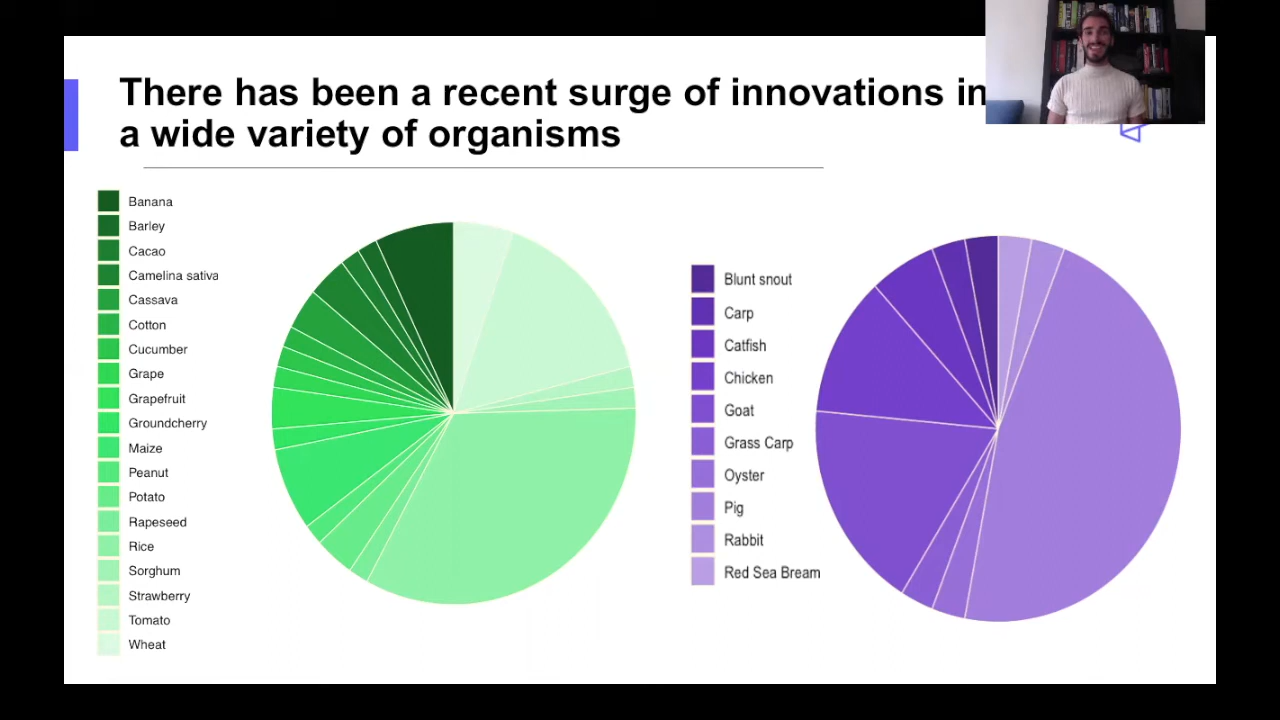 There has been a recent surge of innovations in
a wide variety of organisms
Banana
Barley
Cacao
Camelina sativa
Cassava
Cotton
Cucumber
Grape
Grapefruit
Groundcherry
Maize
Peanut
Potato
Rapeseed
Rice
Sorghum
Strawberry
Tomato
Wheat
Blunt snout
Carp
Catfish
Chicken
Goat
Grass Carp
Oyster
Pig
Rabbit
Red Sea Bream